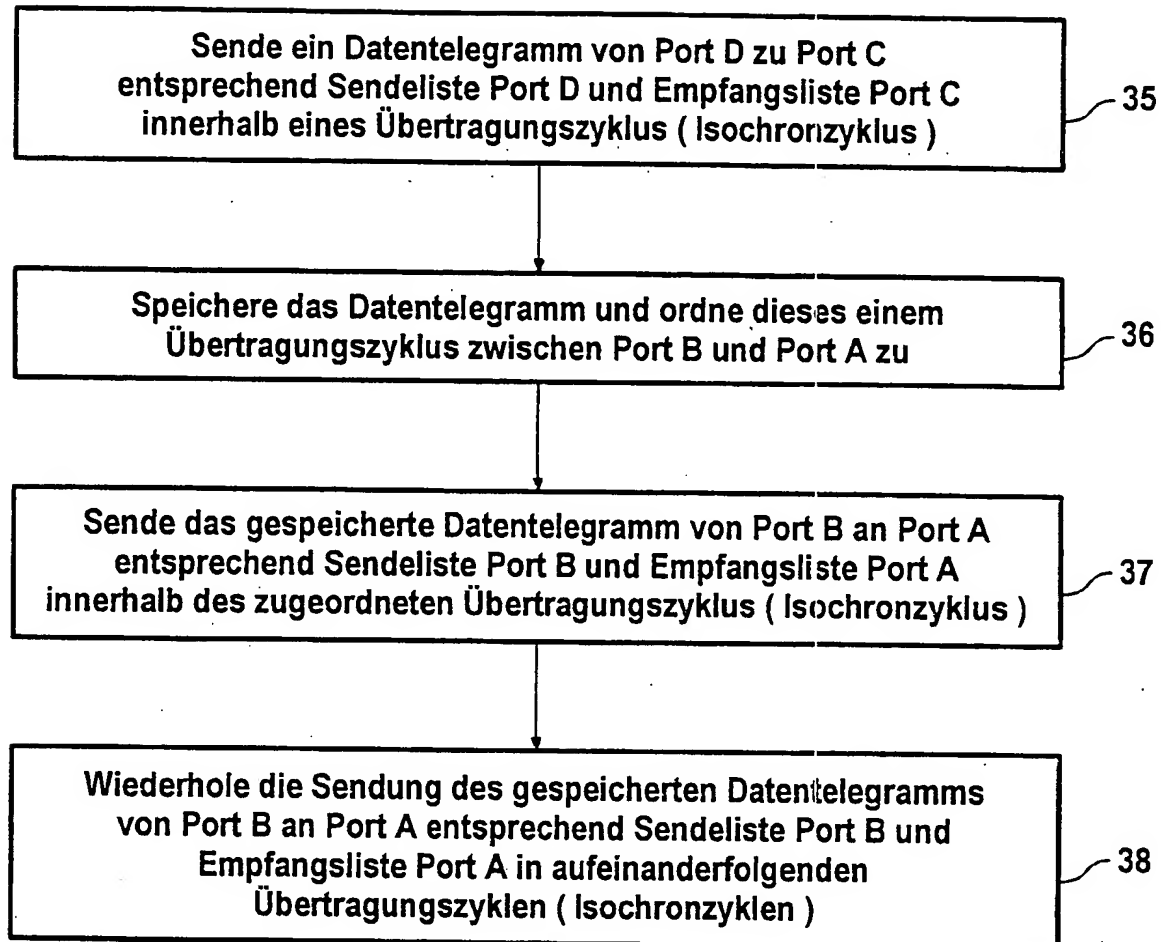 Sende ein Datentelegramm von Port D zu Port C
entsprechend Sendeliste Port D und Empfangsliste Port C
innerhalb eines Übertragungszyklus ( Isochronzyklus )
35
Speichere das Datentelegramm und ordne dieses einem
Übertragungszyklus zwischen Port B und Port A zu
36
Sende das gespeicherte Datentelegramm von Port B an Port A
entsprechend Sendeliste Port B und Empfangsliste Port A
innerhalb des zugeordneten Übertragungszyklus ( Isochronzyklus )
37
Wiederhole die Sendung des gespeicherten Datentelegramms
von Port B an Port A entsprechend Sendeliste Port B und
Empfangsliste Port A in aufeinanderfolgenden
Übertragungszyklen ( Isochronzyklen )
38